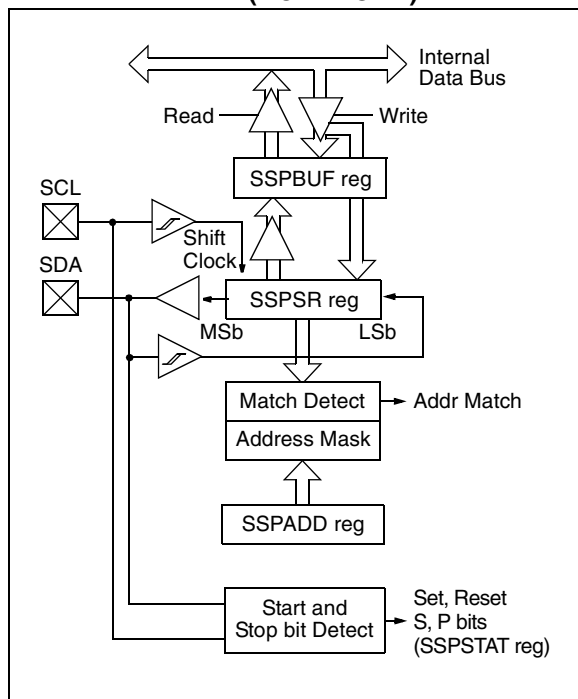 Internal
Data Bus
Read
Write
SSPBUF reg
SCL
Shift
Clock
SDA
SSPSR reg
MSb
LSb
Match Detect
Addr Match
Address Mask
SSPADD reg
Start and
Stop bit Detect
Set, Reset
S, P bits
(SSPSTAT reg)